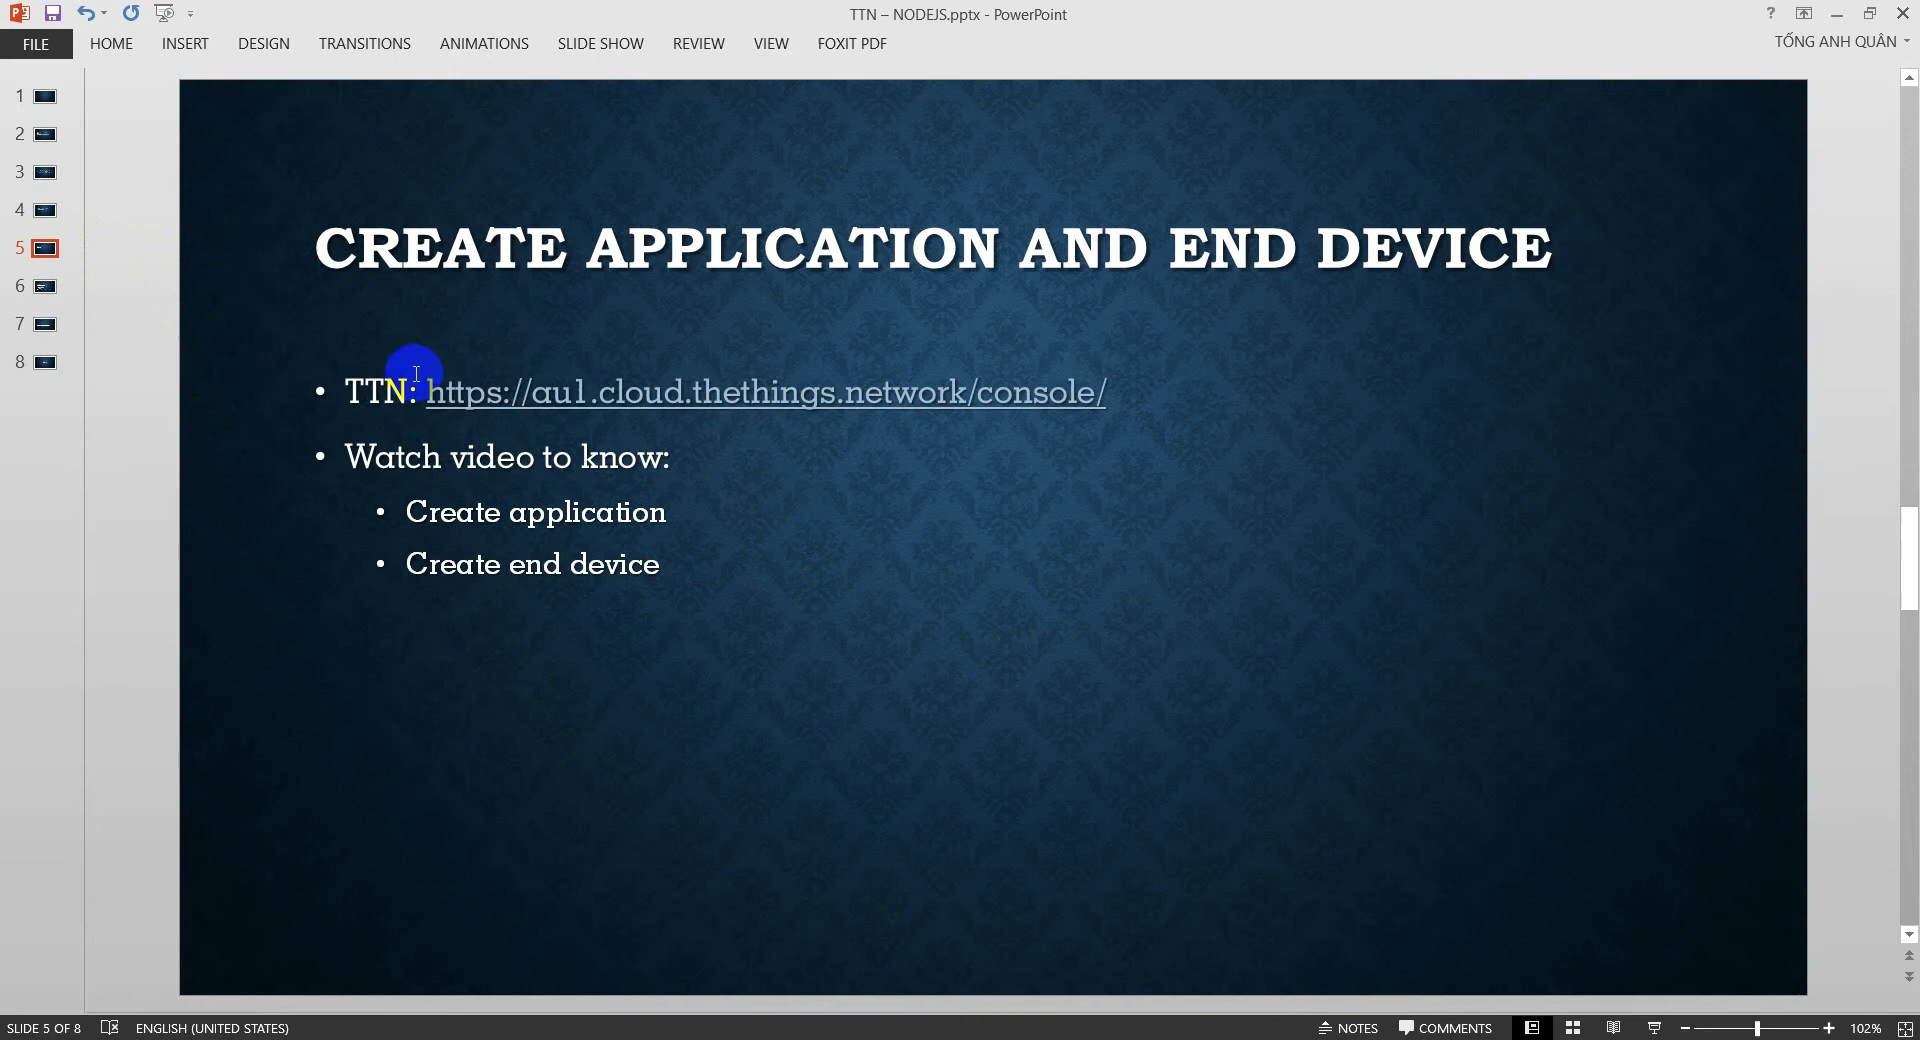 TTN – NODEJS.pptx - PowerPoint
FILE HOME INSERT DESIGN TRANSITIONS ANIMATIONS SLIDE SHOW REVIEW VIEW FOXIT PDF
TỐNG ANH QUÂN
1
2
3
4
5
6
7
8
CREATE APPLICATION AND END DEVICE
• TTN: https://au1.cloud.thethings.network/console/
• Watch video to know:
• Create application
• Create end device
SLIDE 5 OF 8 ENGLISH (UNITED STATES) NOTES COMMENTS 102%